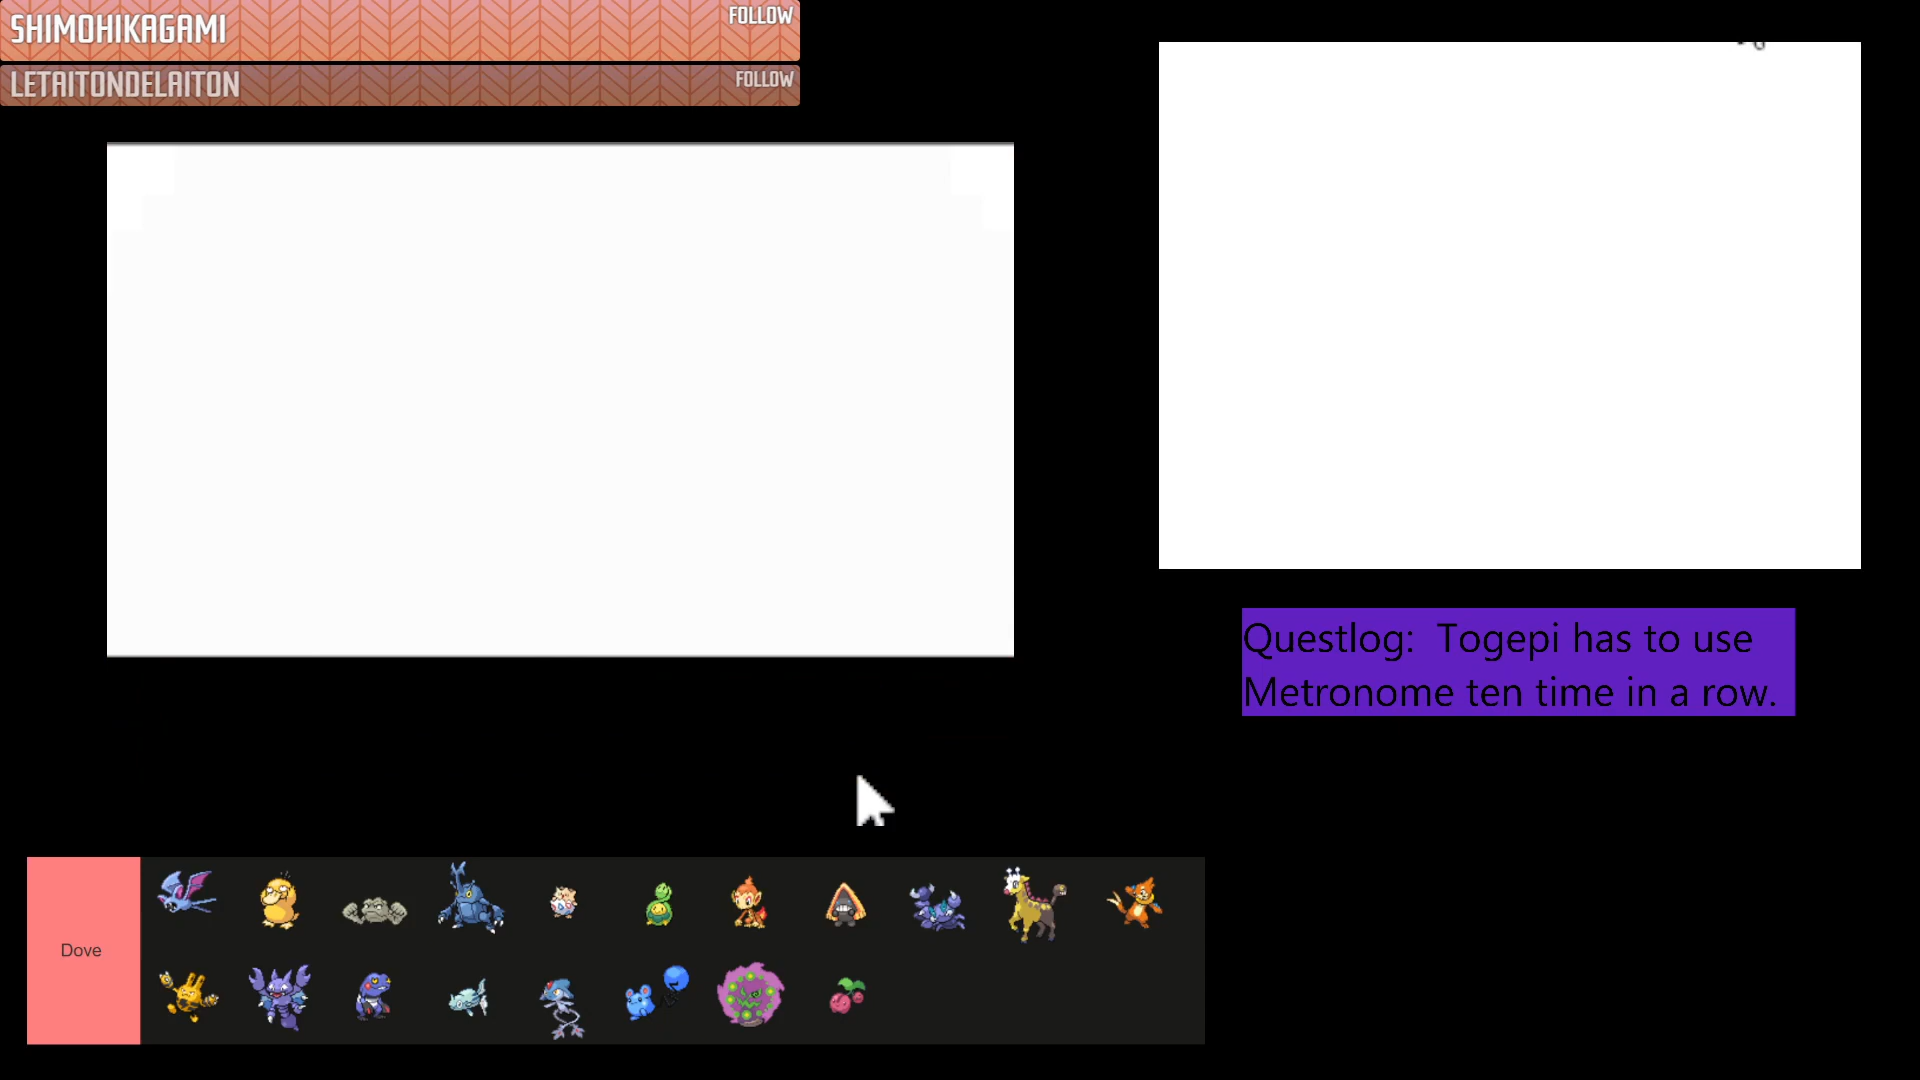 SHIMOHIKAGAMI
FOLLOW
LETAITONDELAITON
FOLLOW
Questlog: Togepi has to use
Metronome ten time in a row.
Dove